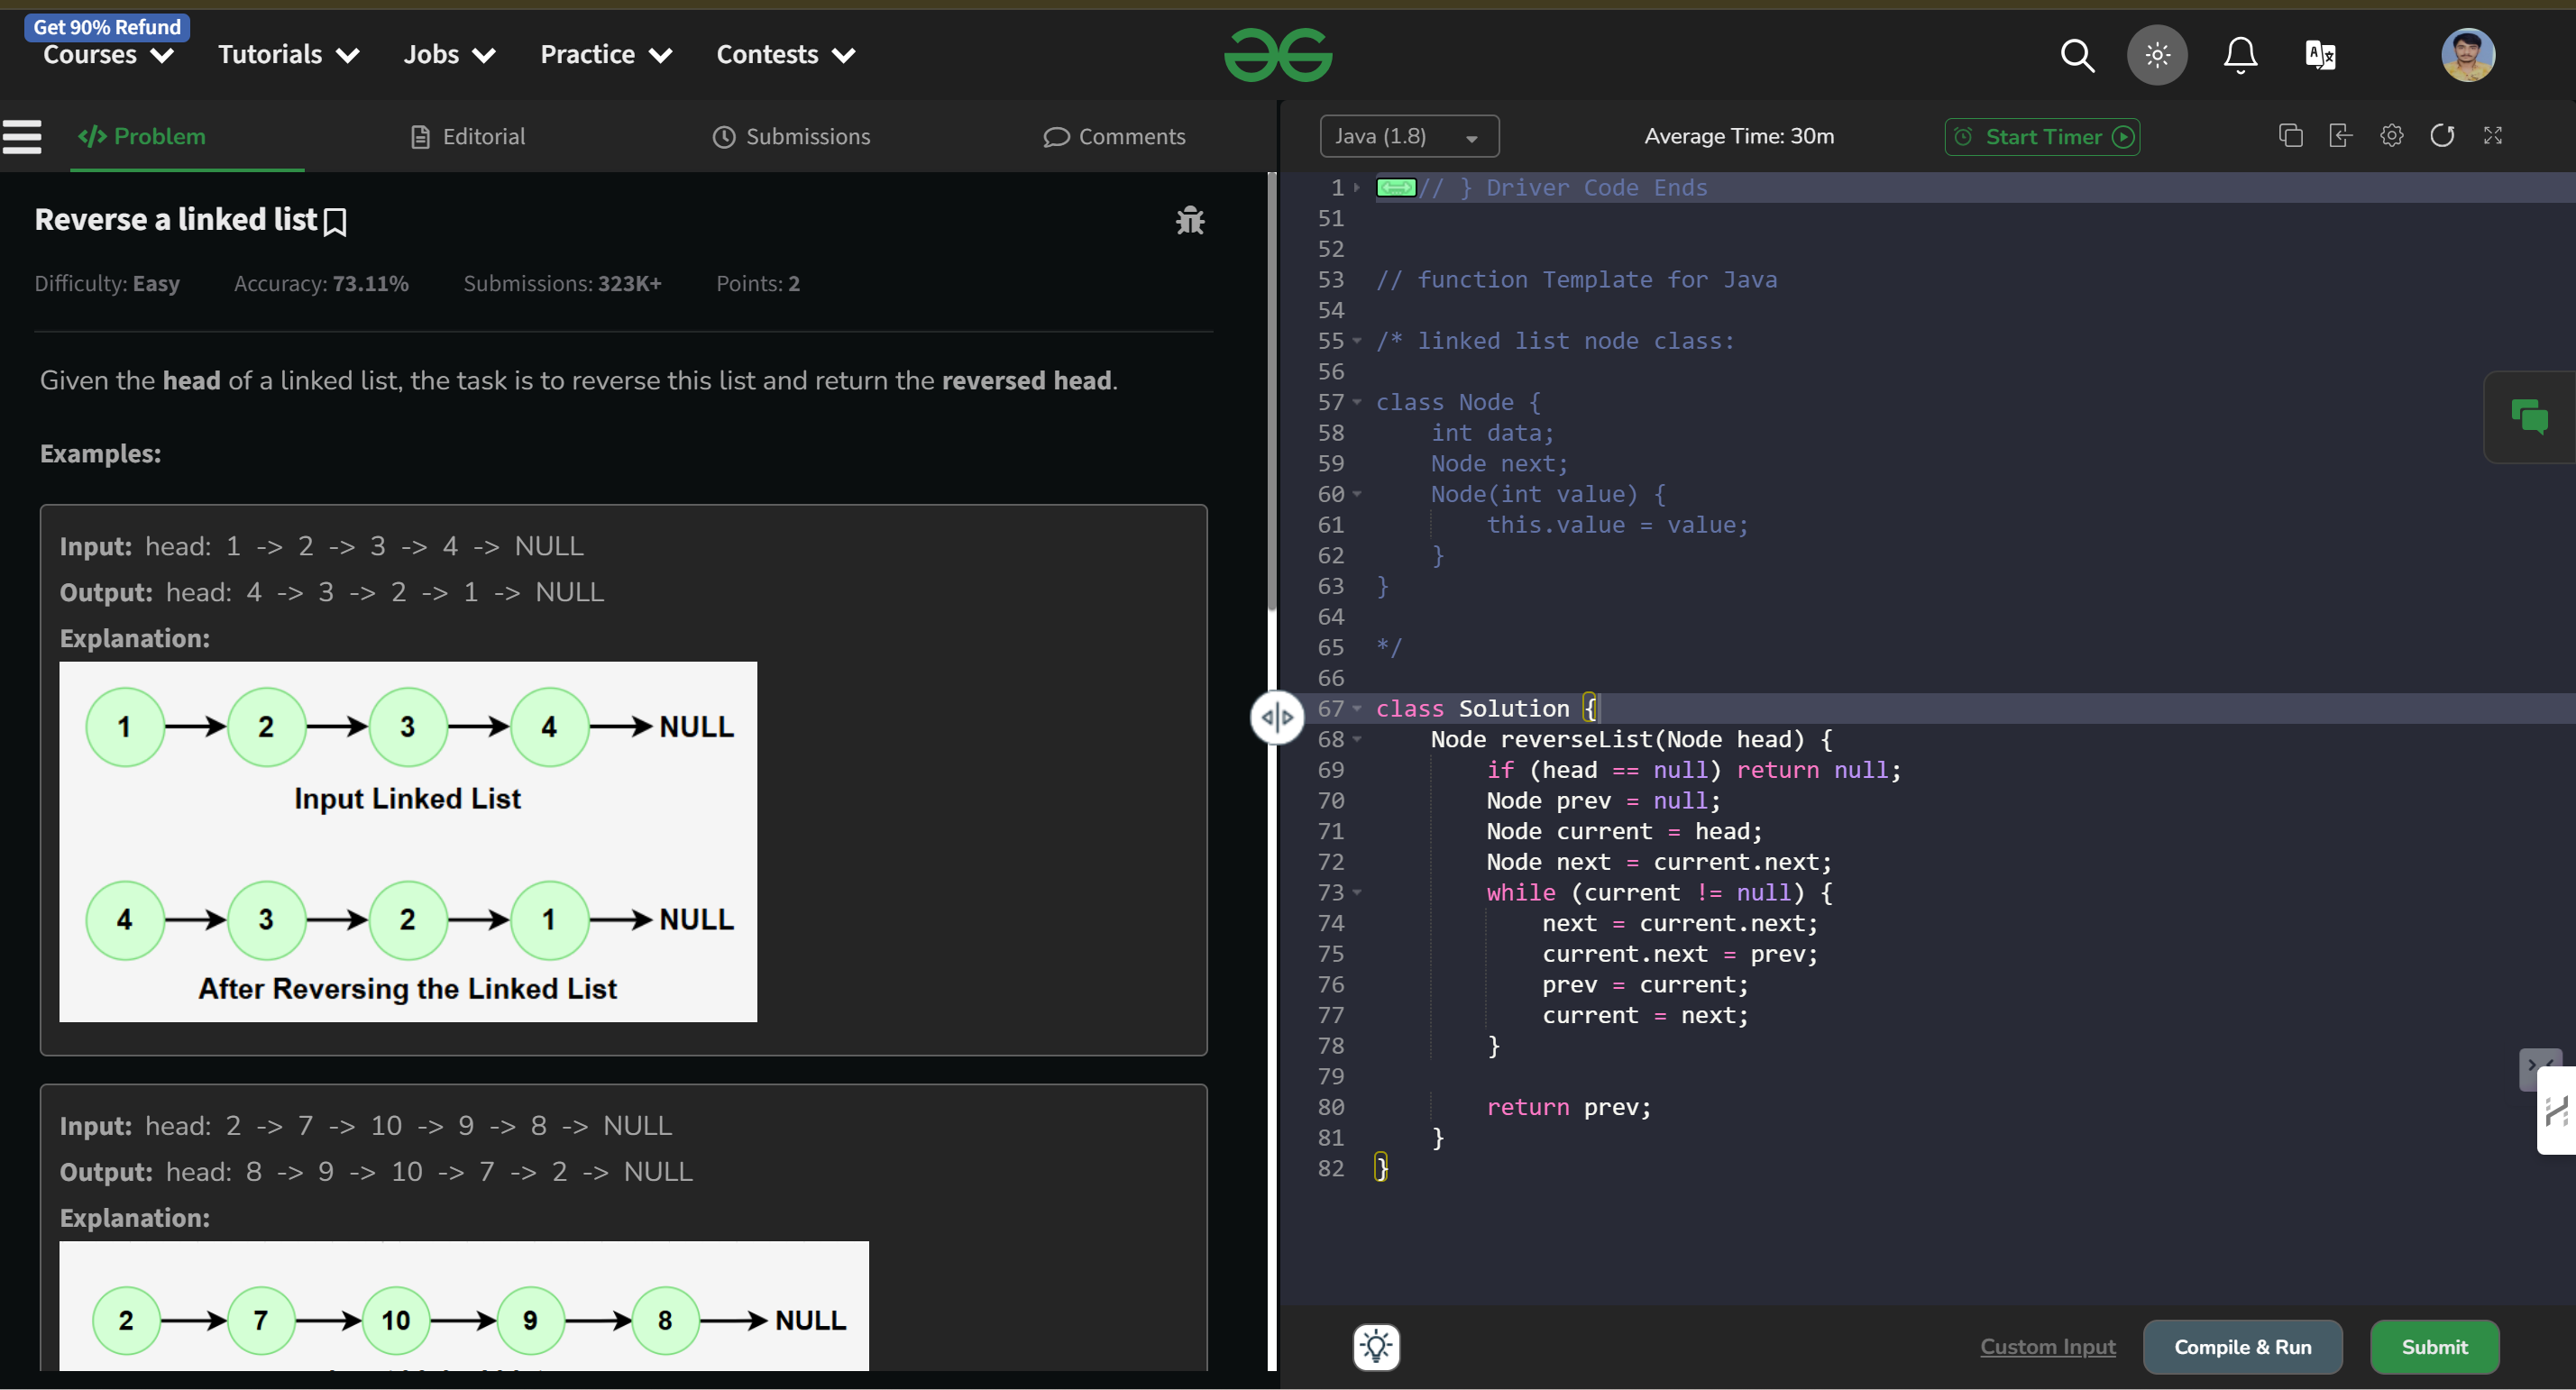 Get 90% Refund
Courses Tutorials Jobs Practice Contests
Problem Editorial Submissions Comments
Reverse a linked list
Difficulty: Easy Accuracy: 73.11% Submissions: 323K+ Points: 2
Given the head of a linked list, the task is to reverse this list and return the reversed head.
Examples:
Input: head: 1 -> 2 -> 3 -> 4 -> NULL
Output: head: 4 -> 3 -> 2 -> 1 -> NULL
Explanation:
1 2 3 4 NULL
Input Linked List
4 3 2 1 NULL
After Reversing the Linked List
Input: head: 2 -> 7 -> 10 -> 9 -> 8 -> NULL
Output: head: 8 -> 9 -> 10 -> 7 -> 2 -> NULL
Explanation:
2 7 10 9 8 NULL
Java (1.8) Average Time: 30m Start Timer
1 // } Driver Code Ends
51
52
53 // function Template for Java
54
55 /* linked list node class:
56
57 class Node {
58 int data;
59 Node next;
60 Node(int value) {
61 this.value = value;
62 }
63 }
64
65 */
66
67 class Solution {
68 Node reverseList(Node head) {
69 if (head == null) return null;
70 Node prev = null;
71 Node current = head;
72 Node next = current.next;
73 while (current != null) {
74 next = current.next;
75 current.next = prev;
76 prev = current;
77 current = next;
78 }
79
80 return prev;
81 }
82 }
Custom Input Compile & Run Submit